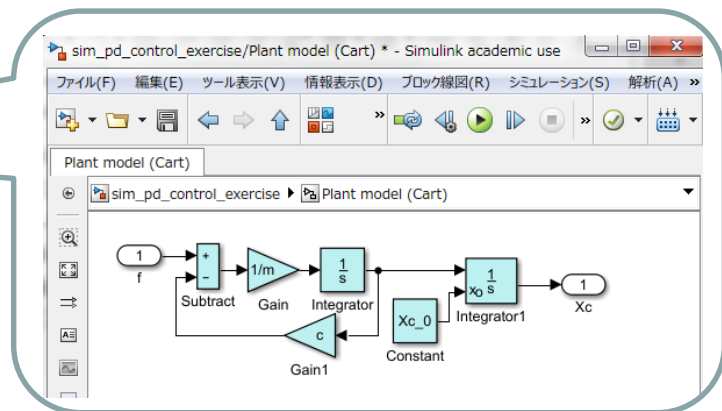 sim_pd_control_exercise/Plant model (Cart) * - Simulink academic use
ファイル(F) 編集(E) ツール表示(V) 情報表示(D) ブロック線図(R) シミュレーション(S) 解析(A) »
» »
Plant model (Cart)
sim_pd_control_exercise ▶ Plant model (Cart)
1
f
+
−
Subtract
1/m
Gain
1
s
Integrator
c
Gain1
Xc_0
Constant
xo
1
s
Integrator1
1
Xc